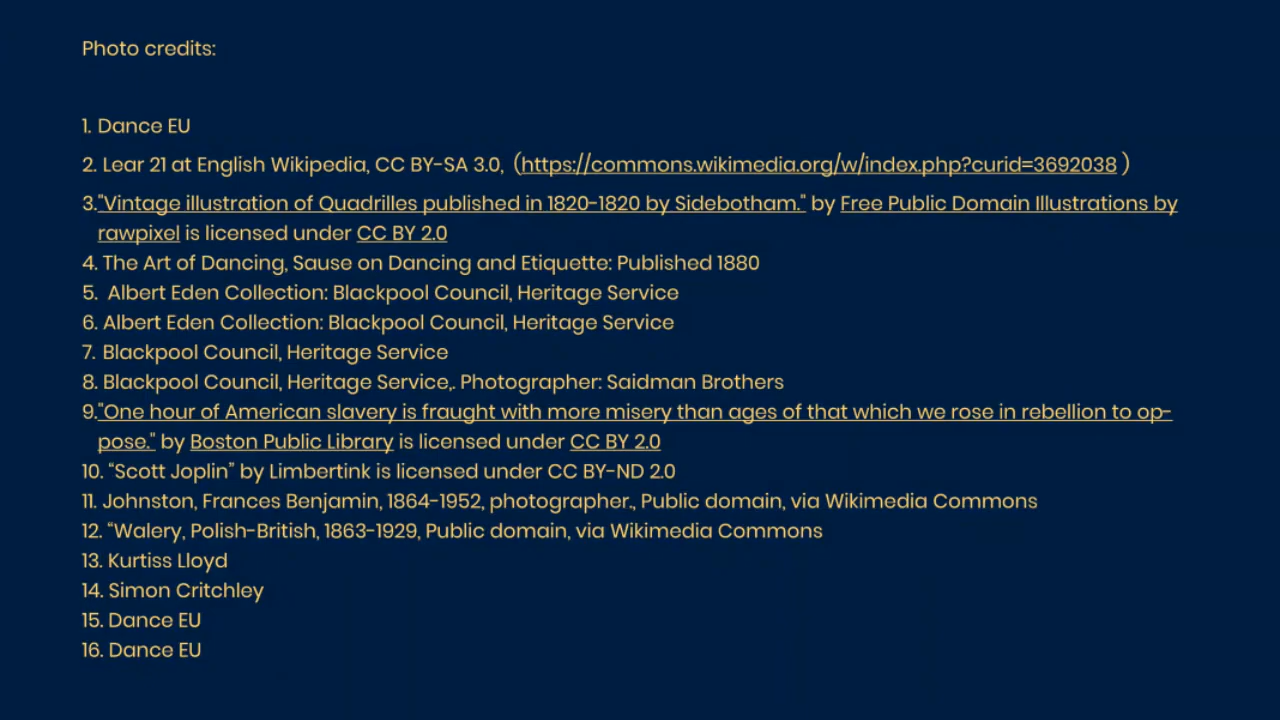 Photo credits:
1. Dance EU
2. Lear 21 at English Wikipedia, CC BY-SA 3.0, (https://commons.wikimedia.org/w/index.php?curid=3692038 )
3."Vintage illustration of Quadrilles published in 1820-1820 by Sidebotham." by Free Public Domain Illustrations by
rawpixel is licensed under CC BY 2.0
4. The Art of Dancing, Sause on Dancing and Etiquette: Published 1880
5. Albert Eden Collection: Blackpool Council, Heritage Service
6. Albert Eden Collection: Blackpool Council, Heritage Service
7. Blackpool Council, Heritage Service
8. Blackpool Council, Heritage Service,. Photographer: Saidman Brothers
9."One hour of American slavery is fraught with more misery than ages of that which we rose in rebellion to op-
pose." by Boston Public Library is licensed under CC BY 2.0
10. “Scott Joplin” by Limbertink is licensed under CC BY-ND 2.0
11. Johnston, Frances Benjamin, 1864-1952, photographer., Public domain, via Wikimedia Commons
12. “Walery, Polish-British, 1863-1929, Public domain, via Wikimedia Commons
13. Kurtiss Lloyd
14. Simon Critchley
15. Dance EU
16. Dance EU